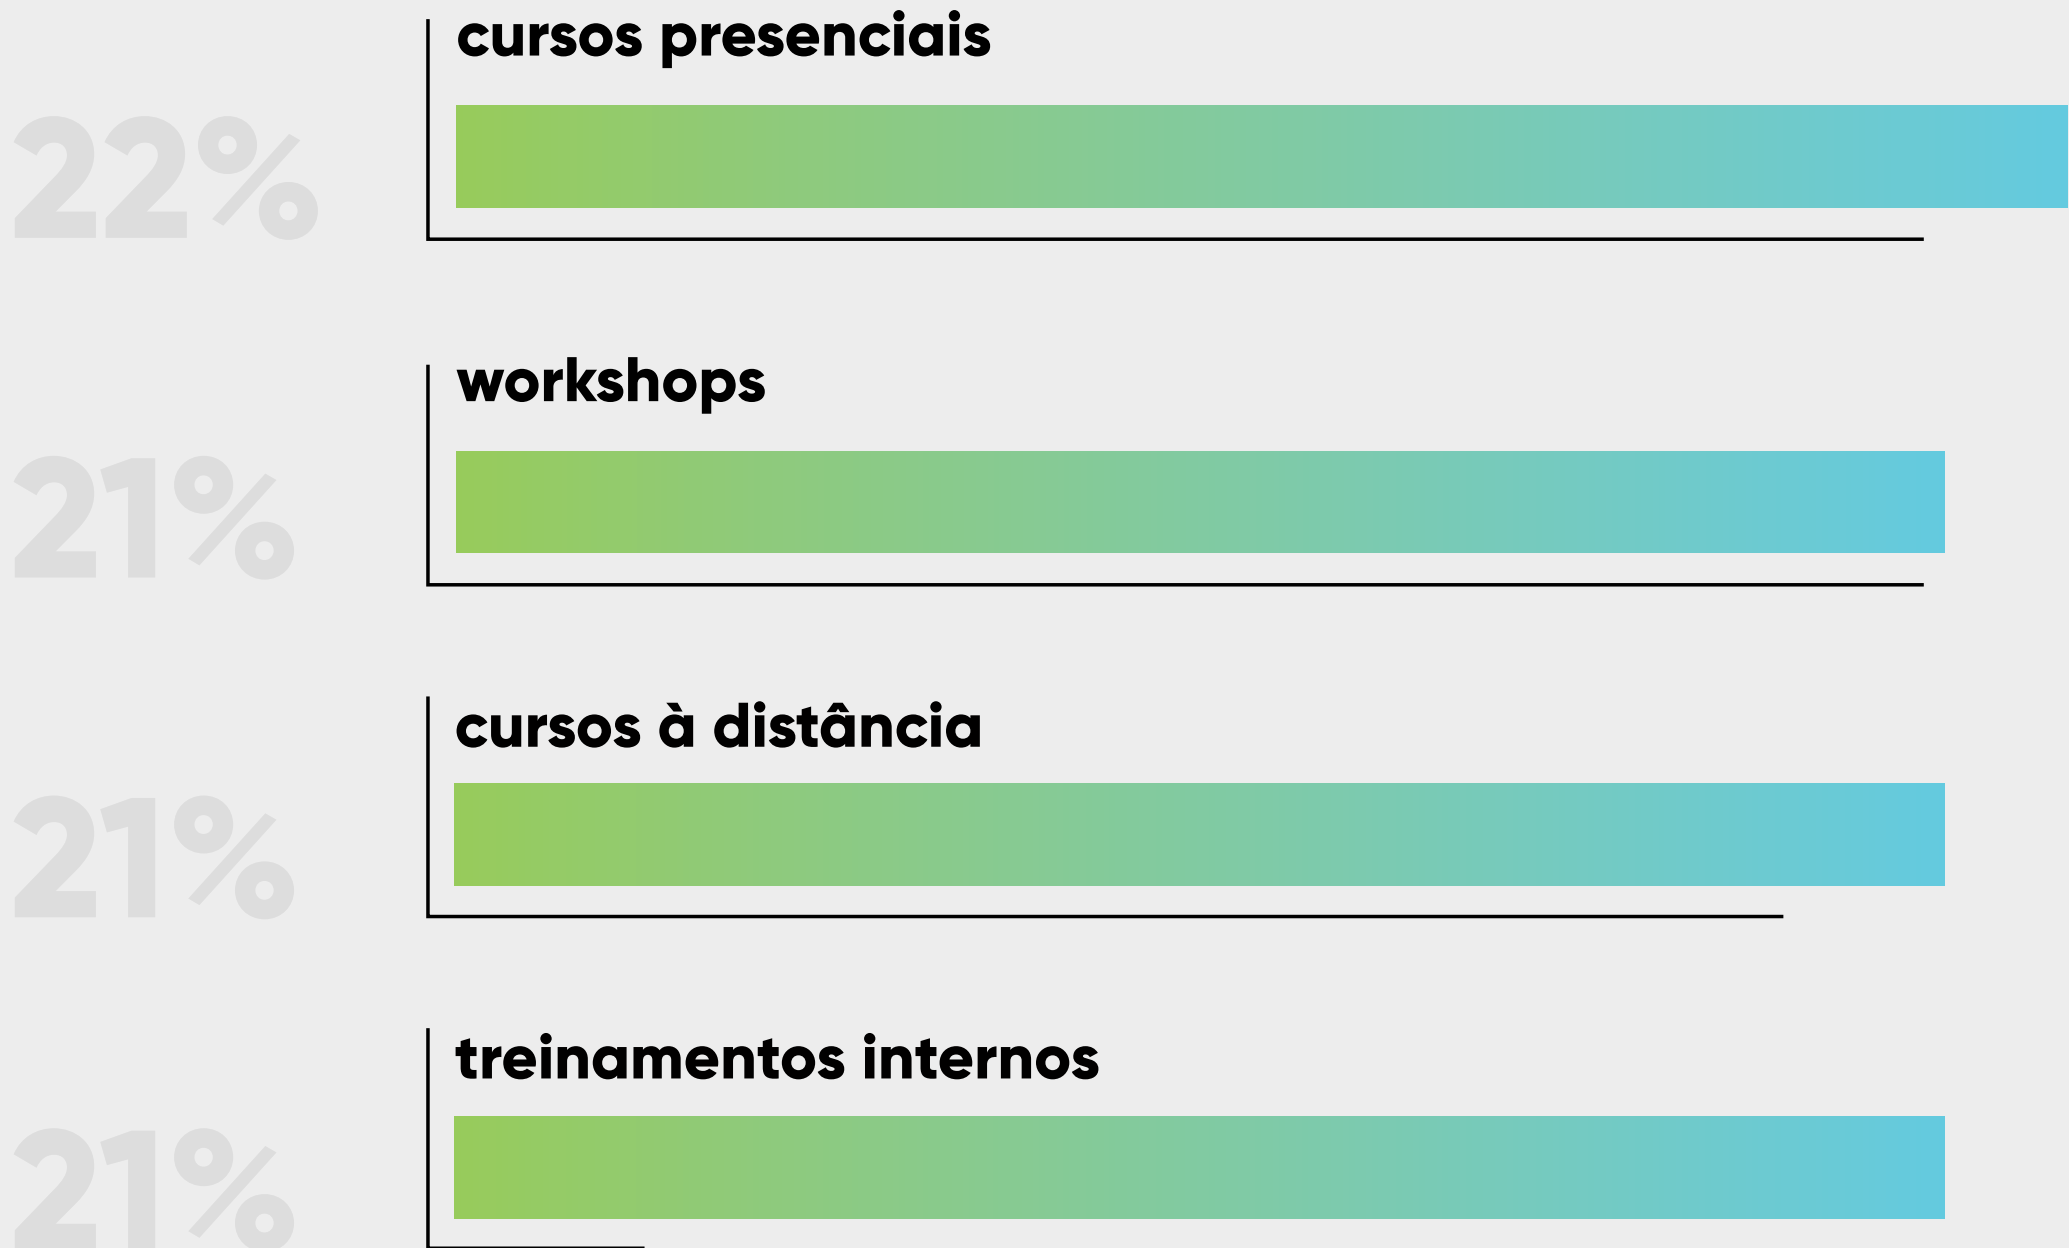 cursos presenciais
22%
workshops
21%
cursos à distância
21%
treinamentos internos
21%